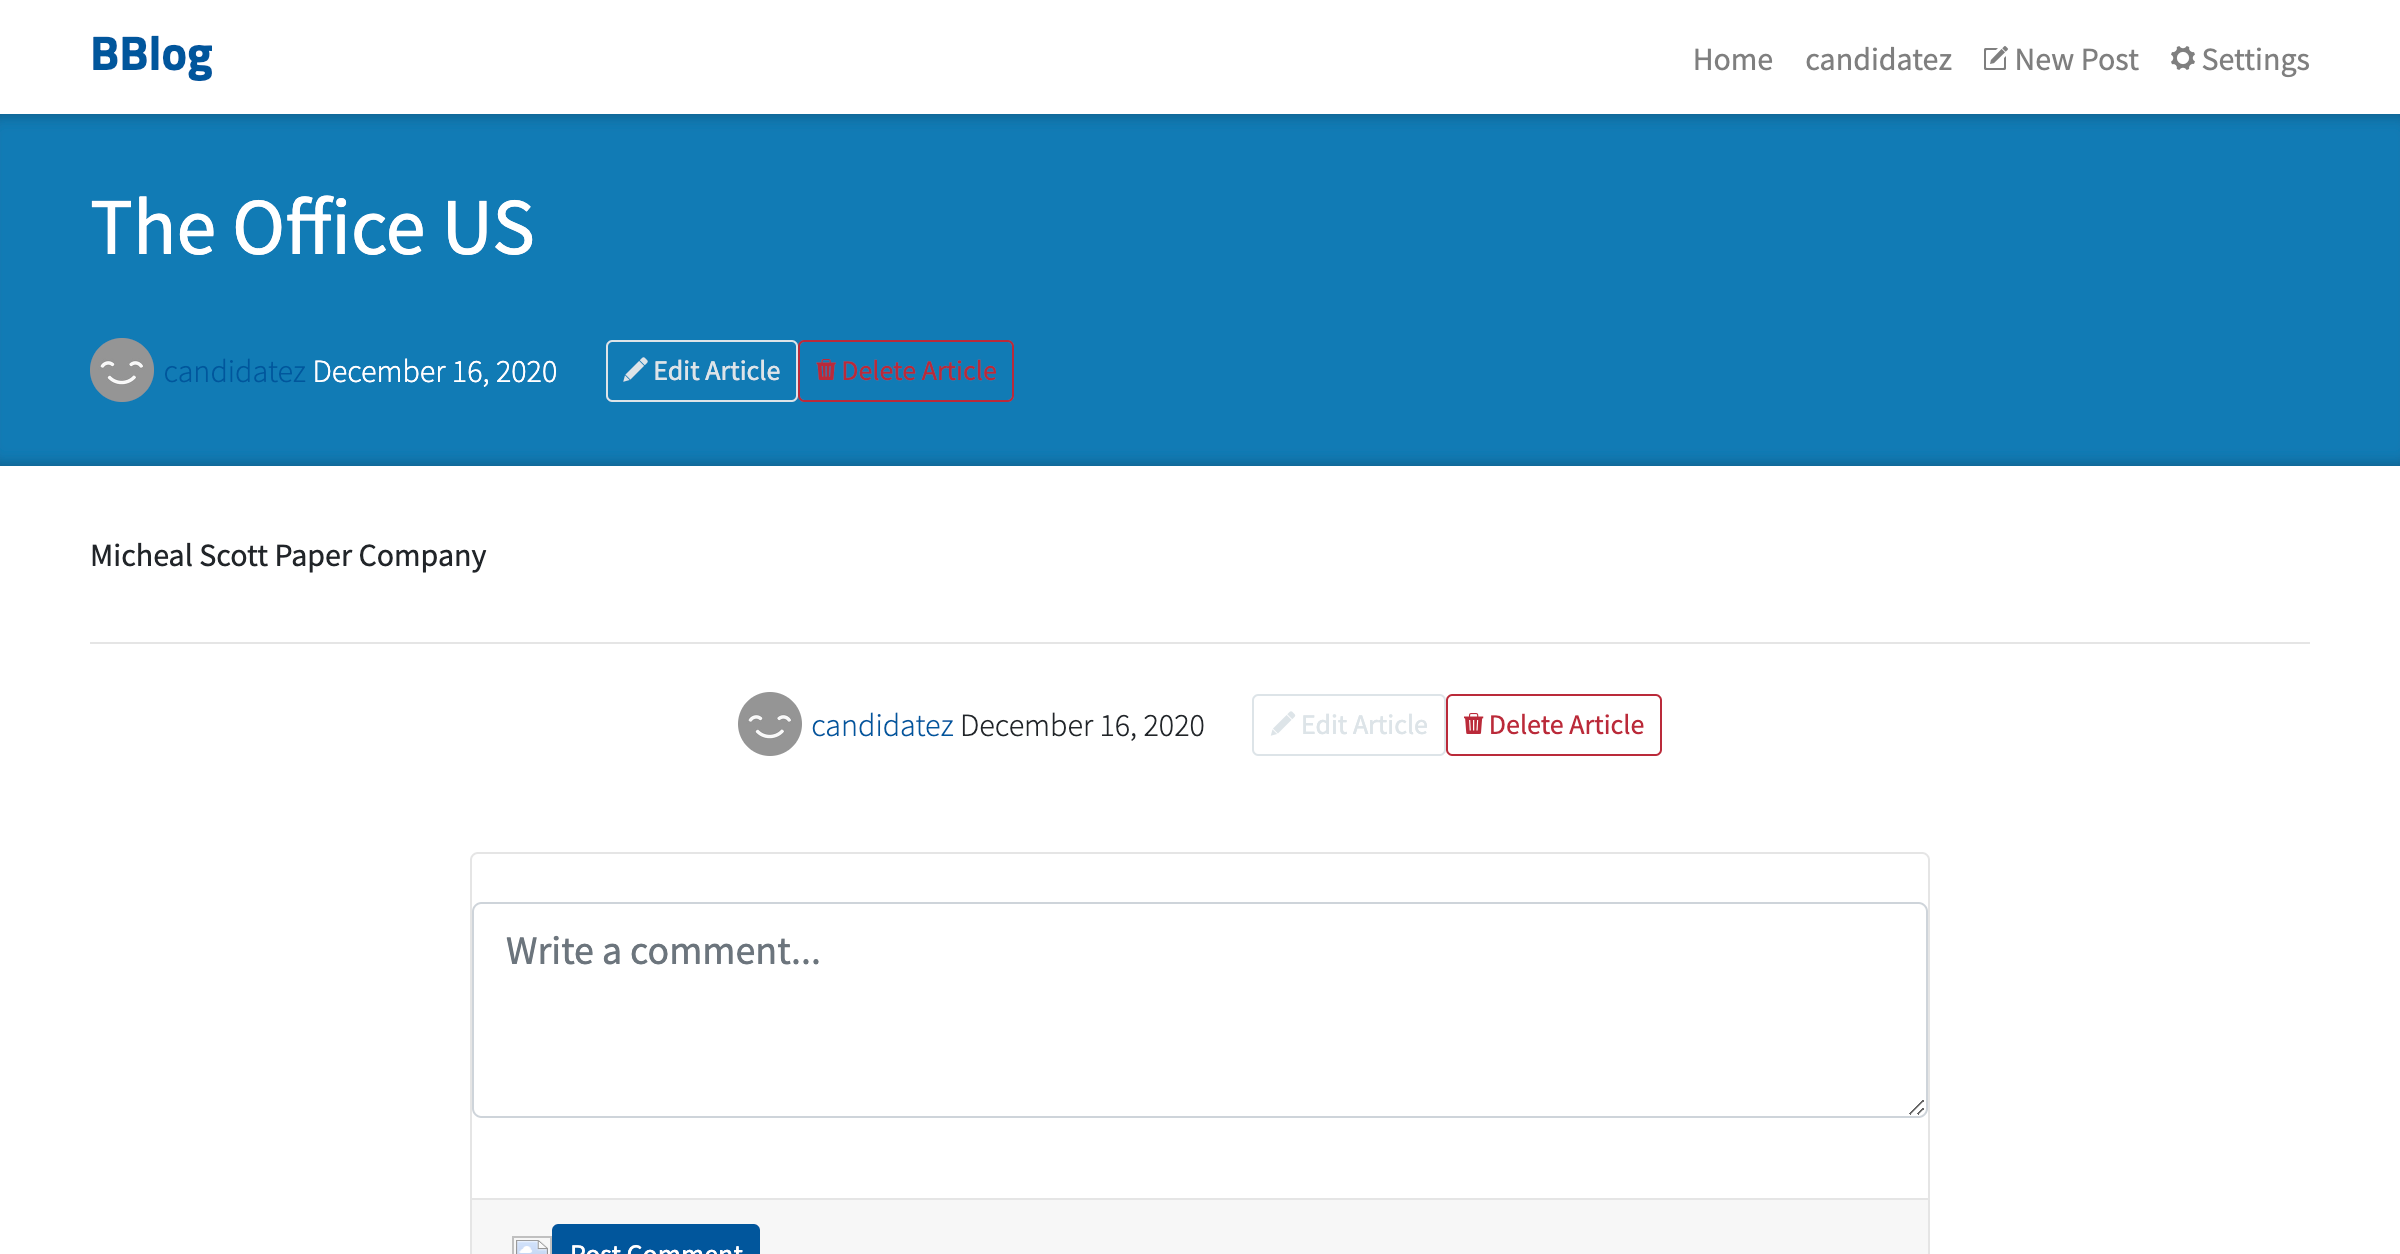 BBlog
Home candidatez New Post Settings
The Office US
candidatez December 16, 2020 Edit Article Delete Article
Micheal Scott Paper Company
candidatez December 16, 2020 Edit Article Delete Article
Write a comment...
Post Comment